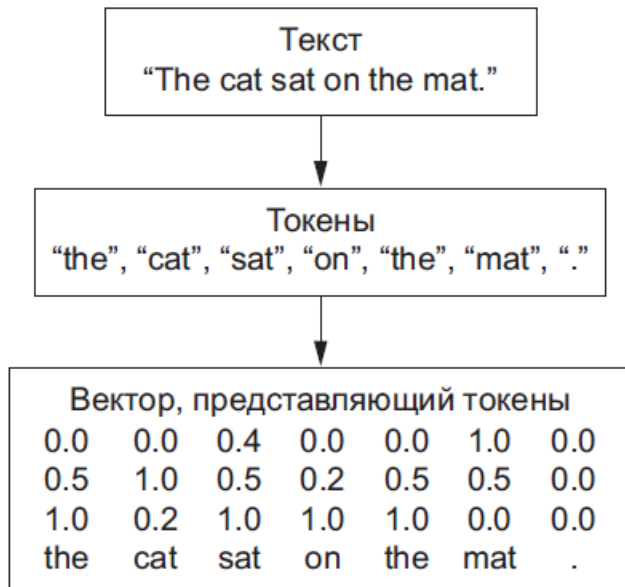 Текст
“The cat sat on the mat.”
Токены
“the”, “cat”, “sat”, “on”, “the”, “mat”, “.”
Вектор, представляющий токены
0.0 0.0 0.4 0.0 0.0 1.0 0.0
0.5 1.0 0.5 0.2 0.5 0.5 0.0
1.0 0.2 1.0 1.0 1.0 0.0 0.0
the cat sat on the mat .